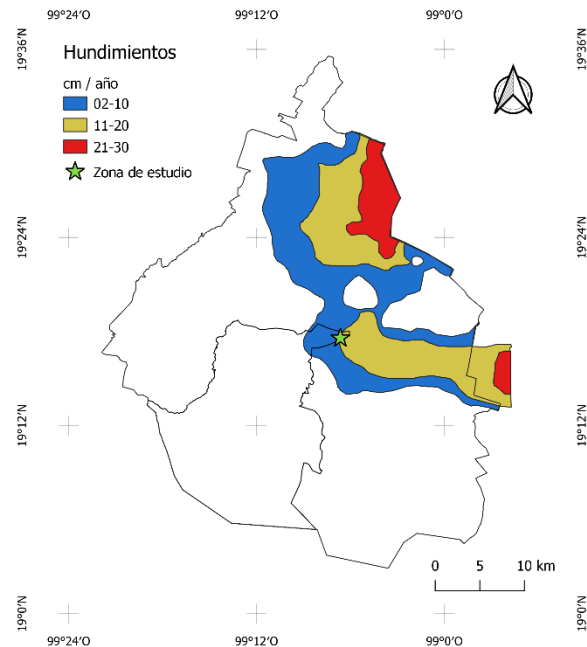 99°24'O 99°12'O 99°0'O
19°36'N 19°36'N
Hundimientos
cm / año
02-10
11-20
21-30
Zona de estudio
19°24'N 19°24'N
19°12'N 19°12'N
0 5 10 km
19°0'N 19°0'N
99°24'O 99°12'O 99°0'O